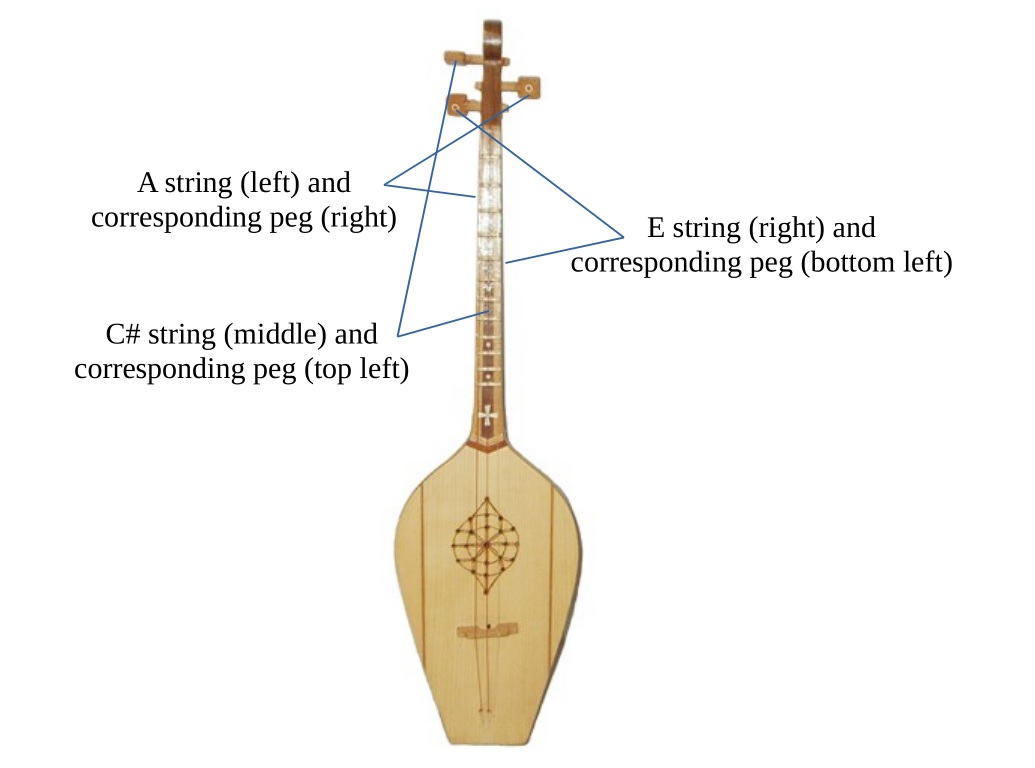 A string (left) and
corresponding peg (right)
E string (right) and
corresponding peg (bottom left)
C# string (middle) and
corresponding peg (top left)